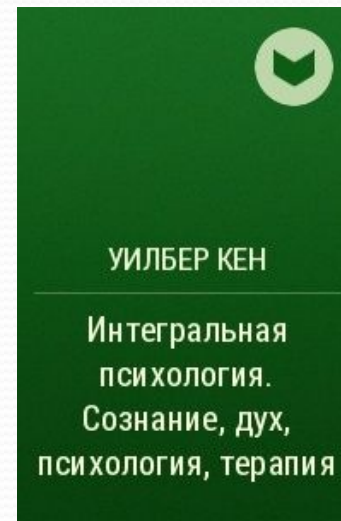 УИЛБЕР КЕН
Интегральная
психология.
Сознание, дух,
психология, терапия